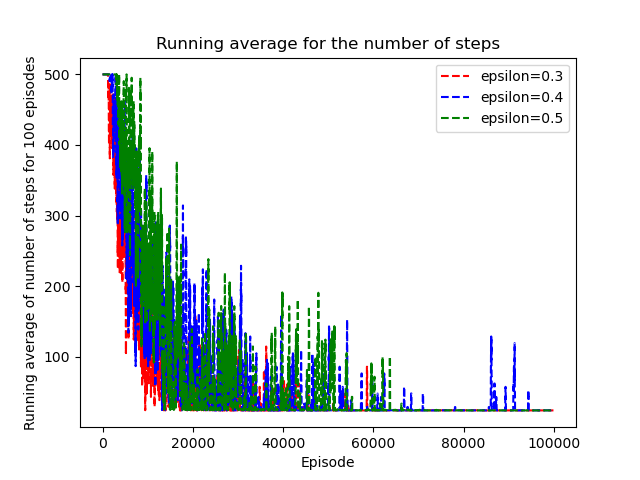 Running average for the number of steps
Running average of number of steps for 100 episodes
500
400
300
200
100
epsilon=0.3
epsilon=0.4
epsilon=0.5
0
20000
40000
60000
80000
100000
Episode